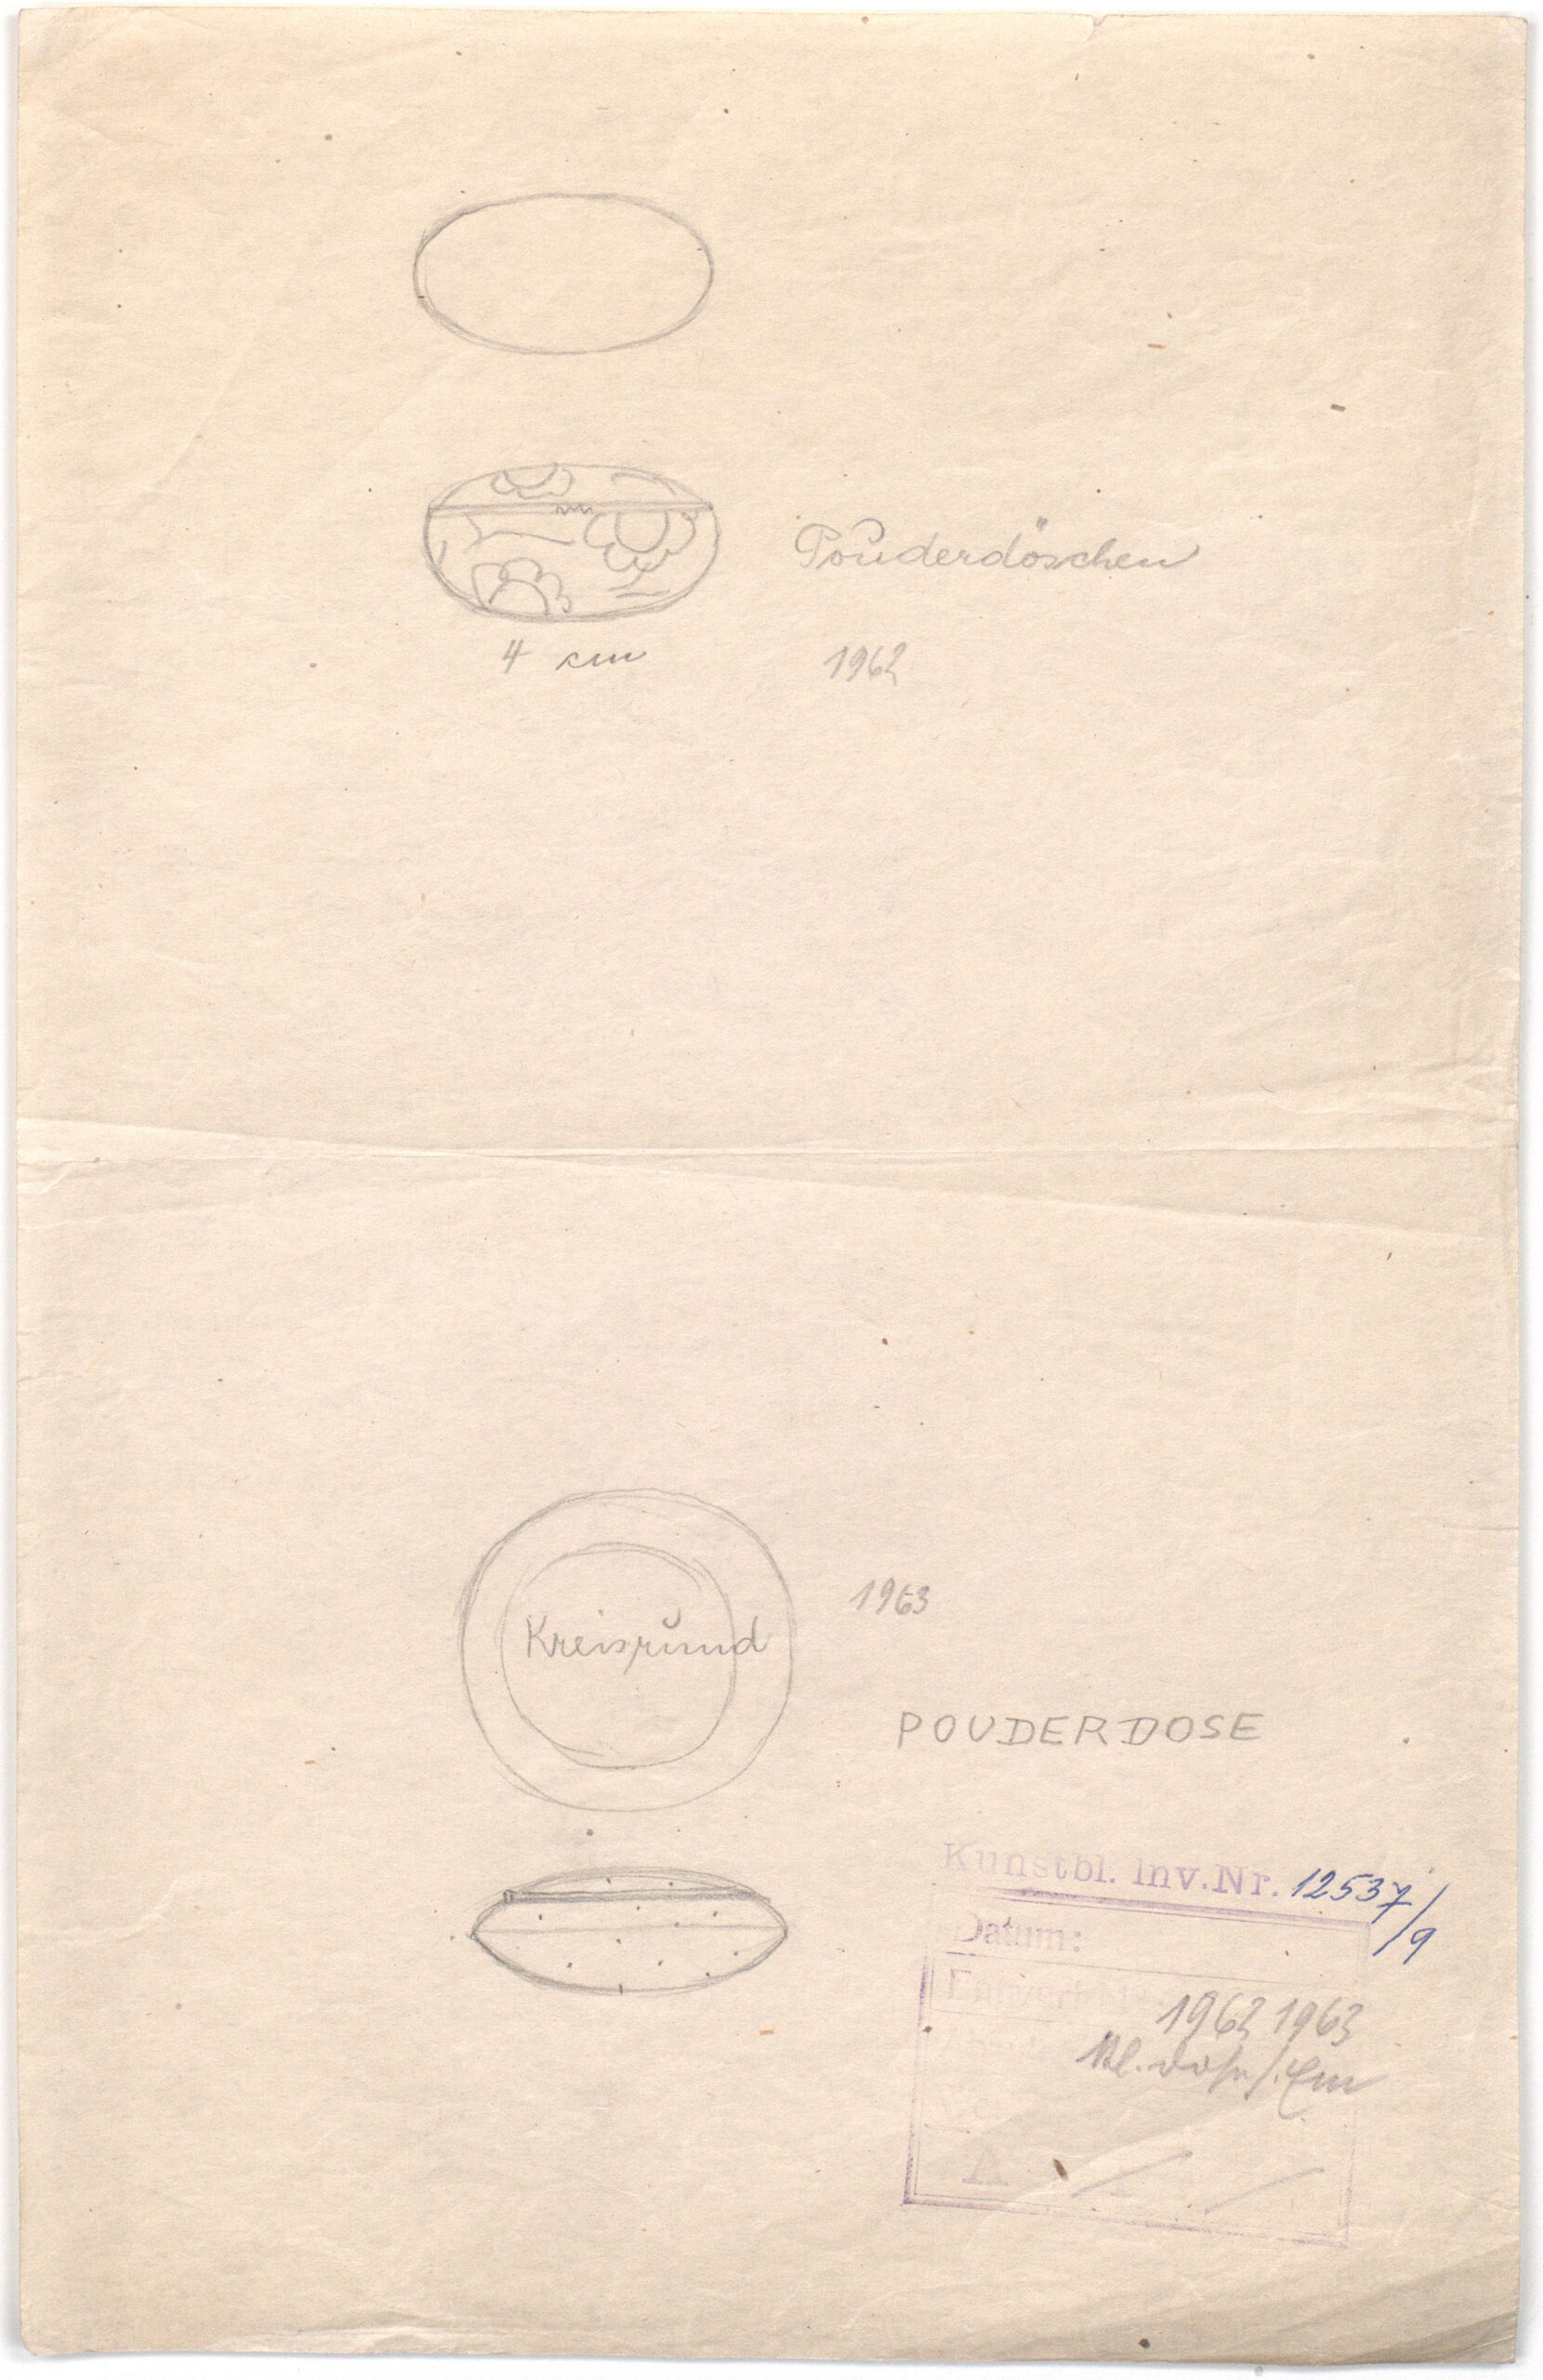 Pouderdöschen
4 cm
1962
1963
Kreisrund
POUDERDOSE
Kunstbl. Inv. Nr. 12537/9
Datum:
1962 1963
A